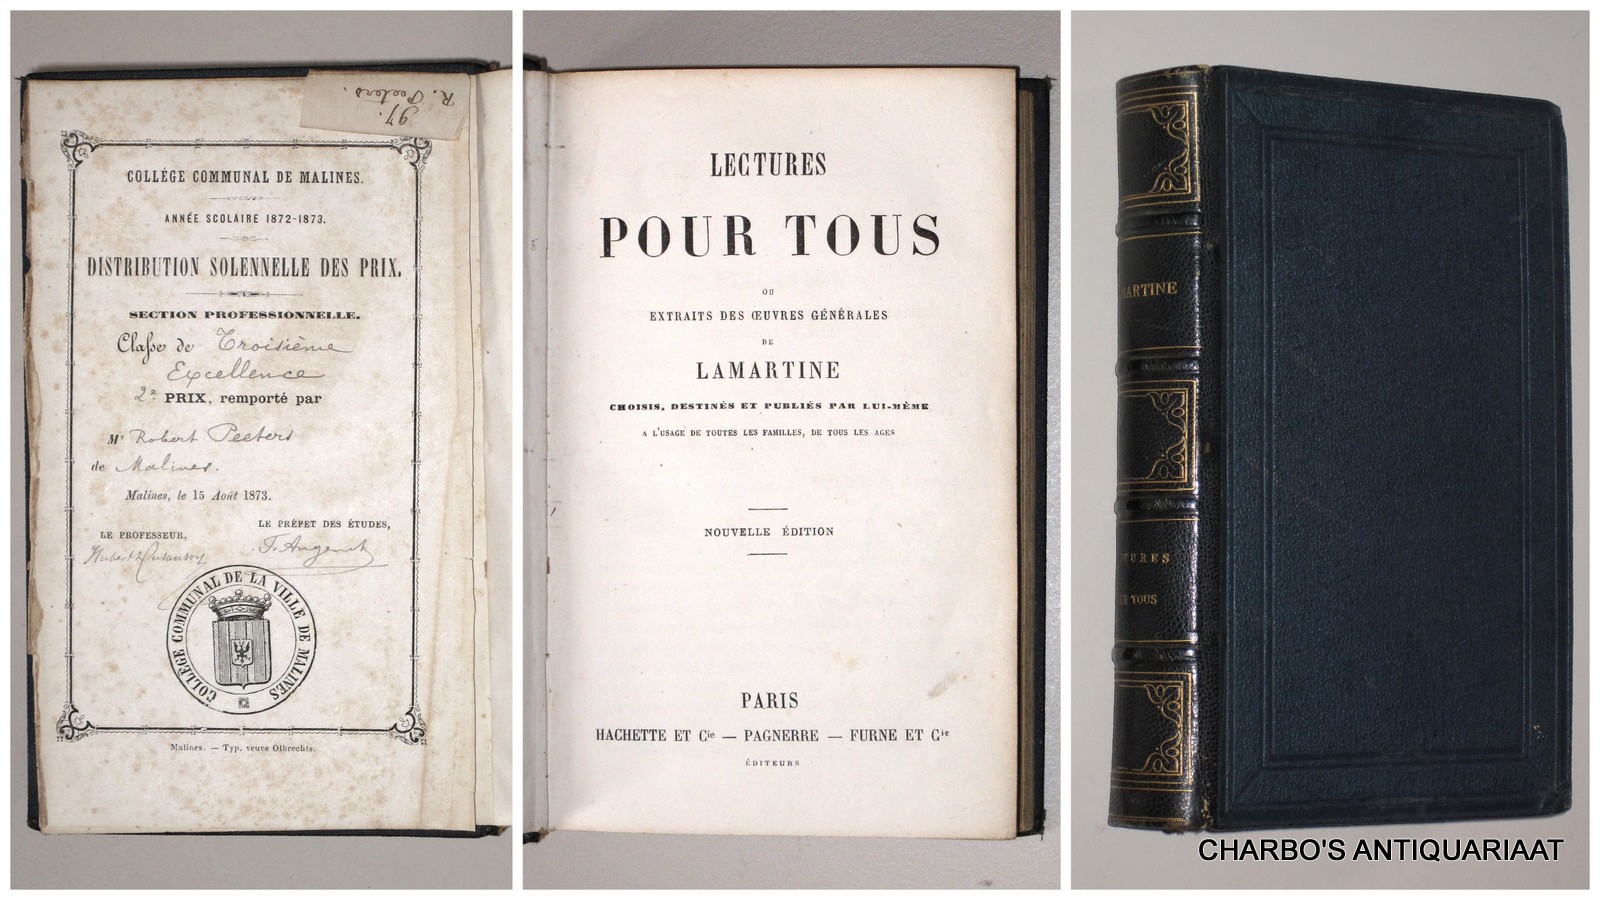 R. Peeters.
97.
COLLÉGE COMMUNAL DE MALINES.
ANNÉE SCOLAIRE 1872-1873.
DISTRIBUTION SOLENNELLE DES PRIX.
SECTION PROFESSIONNELLE.
Classe de Troisième
Excellence
2e PRIX, remporté par
Mr Robert Peeters
de Malines.
Malines, le 15 Août 1873.
LE PROFESSEUR,
LE PRÉFET DES ÉTUDES,
Hubert
COLLÉGE COMMUNAL DE LA VILLE DE MALINES
Malines. — Typ. veuve Olbrechts.
LECTURES
POUR TOUS
OU
EXTRAITS DES ŒUVRES GÉNÉRALES
DE
LAMARTINE
CHOISIS, DESTINÉS ET PUBLIÉS PAR LUI-MÊME
A L'USAGE DE TOUTES LES FAMILLES, DE TOUS LES AGES
NOUVELLE ÉDITION
PARIS
HACHETTE ET Cie — PAGNERRE — FURNE ET Cie
ÉDITEURS
MARTINE
TURES
R TOUS
CHARBO'S ANTIQUARIAAT